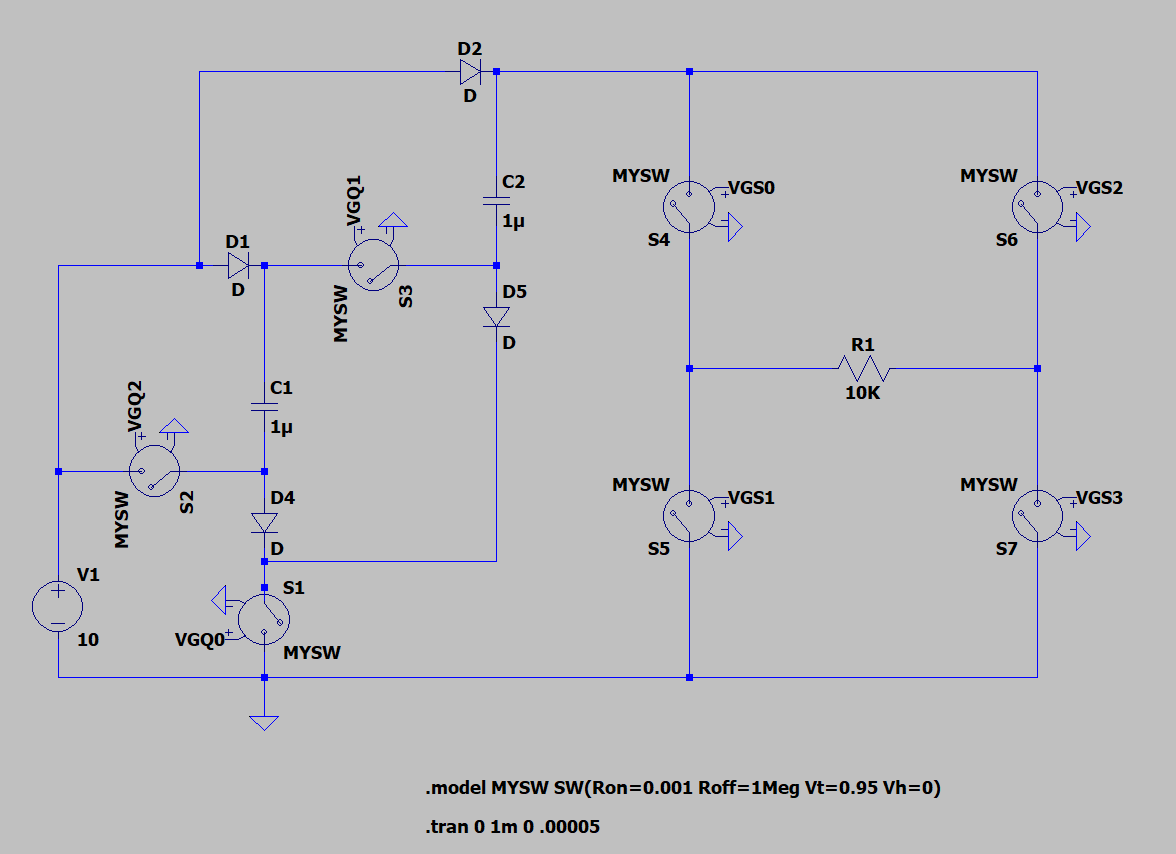 D2
D
VGQ1
+
MYSW
S3
C2
1µ
MYSW
VGS0
+
S4
MYSW
VGS2
+
S6
D1
D
D5
D
R1
10K
VGQ2
+
MYSW
S2
C1
1µ
D4
D
MYSW
VGS1
+
S5
MYSW
VGS3
+
S7
V1
10
S1
VGQ0
+
MYSW
.model MYSW SW(Ron=0.001 Roff=1Meg Vt=0.95 Vh=0)
.tran 0 1m 0 .00005